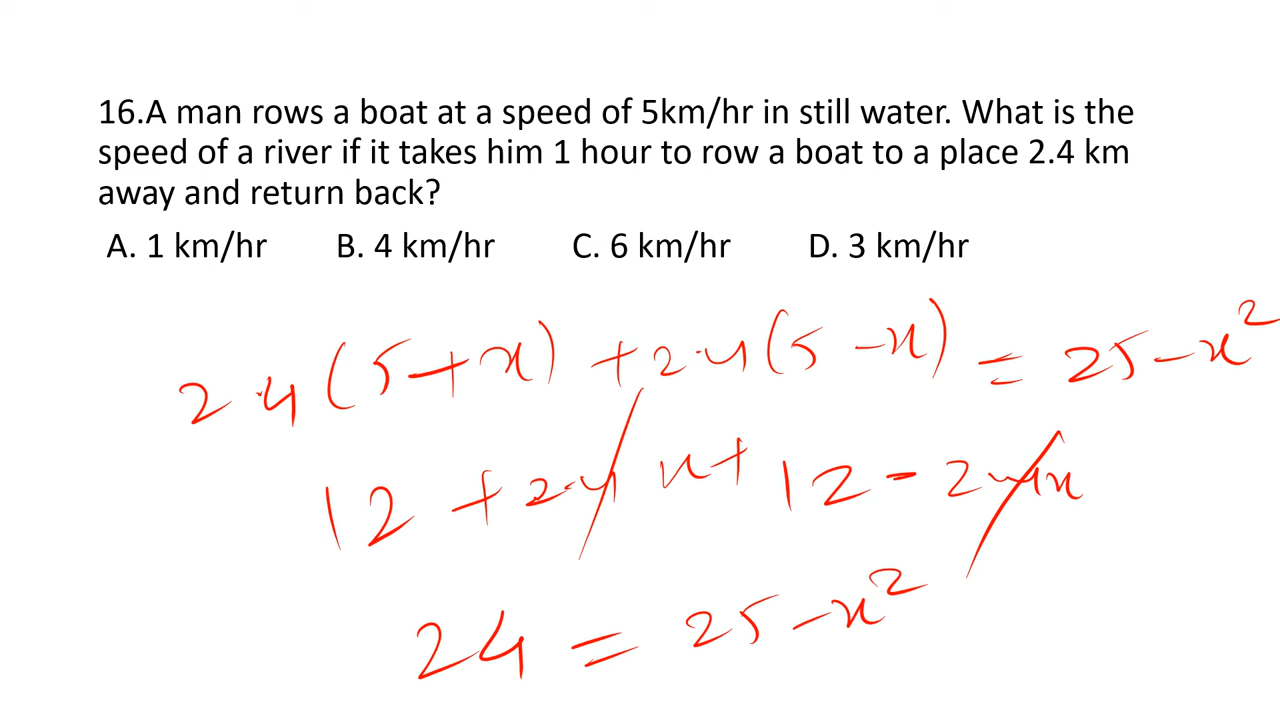 16.A man rows a boat at a speed of 5km/hr in still water. What is the
speed of a river if it takes him 1 hour to row a boat to a place 2.4 km
away and return back?
A. 1 km/hr B. 4 km/hr C. 6 km/hr D. 3 km/hr
2.4 (5+x) + 2.4 (5-x) = 25-x²
12 + 2.4 x + 12 - 2.4x
24 = 25-x²